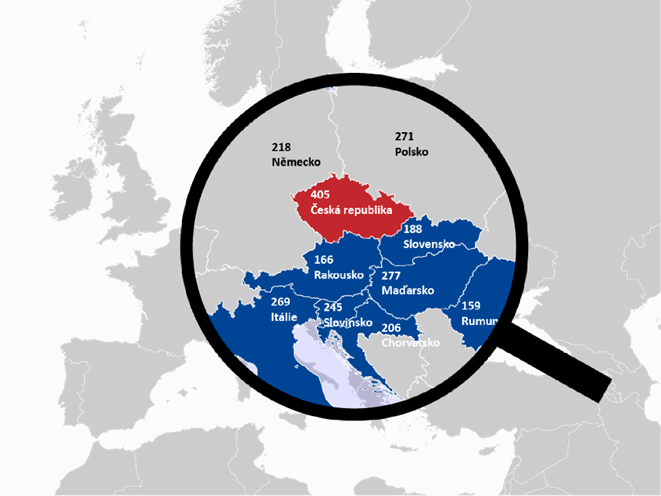 271
Polsko
218
Německo
405
Česká republika
188
Slovensko
166
Rakousko
277
Maďarsko
269
Itálie
245
Slovinsko
159
Rumun
206
Chorvatsko